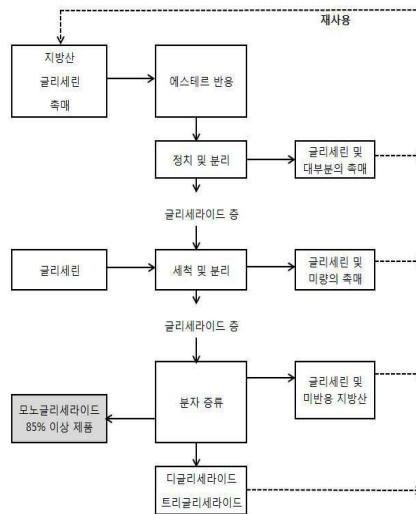 재사용
지방산
글리세린
촉매
에스테르 반응
정치 및 분리
글리세린 및
대부분의 촉매
글리세라이드 층
글리세린
세척 및 분리
글리세린 및
미량의 촉매
글리세라이드 층
분자 증류
글리세린 및
미반응 지방산
모노글리세라이드
85% 이상 제품
디글리세라이드
트리글리세라이드